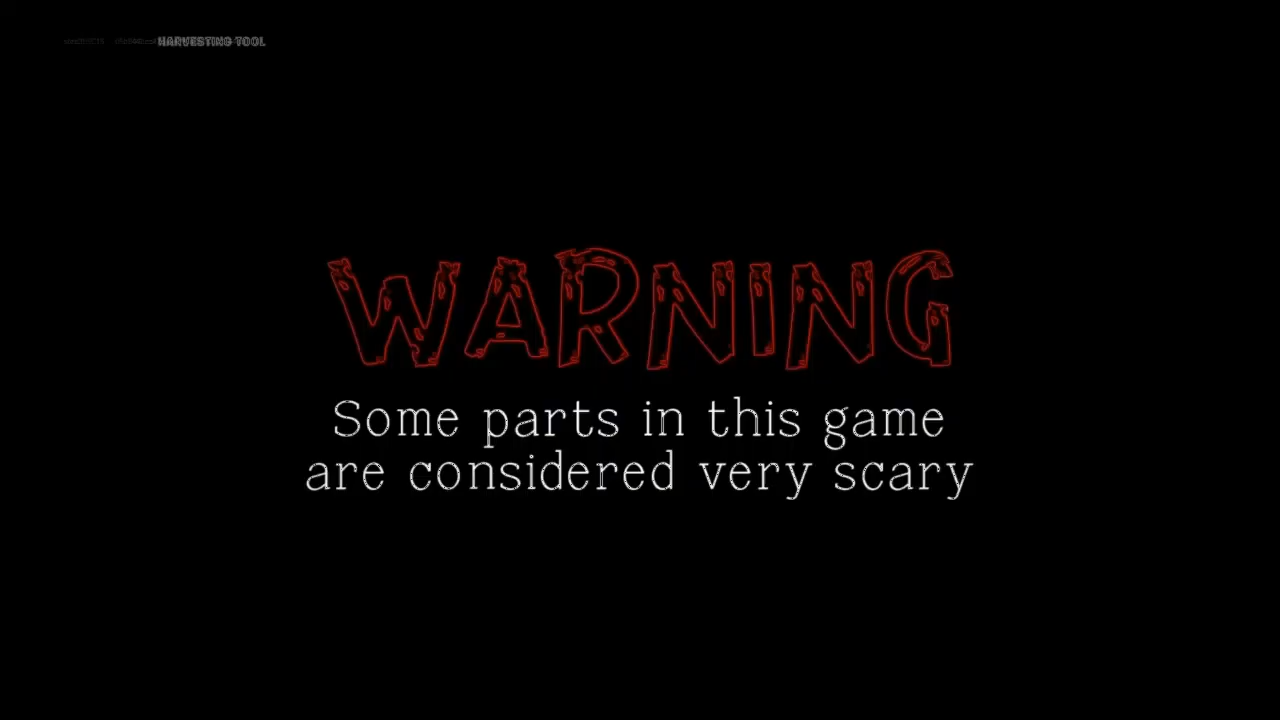 HARVESTING TOOL
WARNING
Some parts in this game
are considered very scary